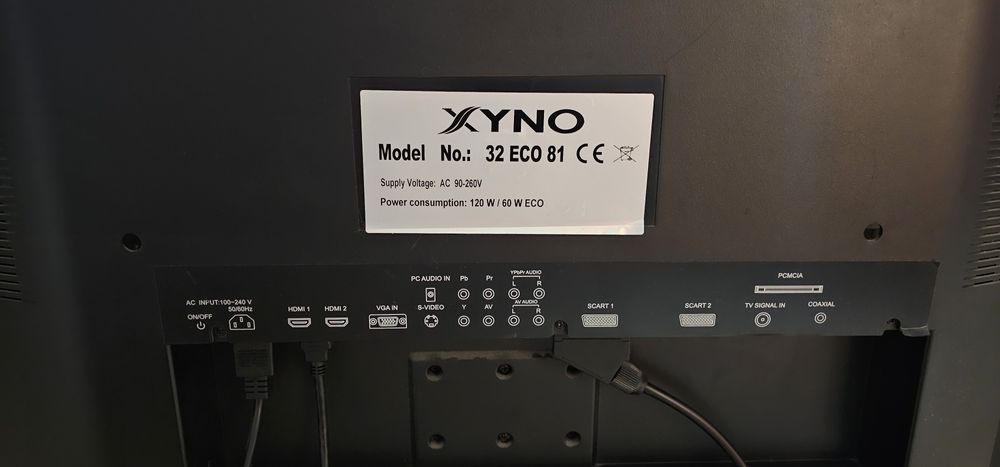 XYNO
Model No.: 32 ECO 81 CE
Supply Voltage: AC 90-260V
Power consumption: 120 W / 60 W ECO
AC INPUT:100~240 V
50/60Hz
ON/OFF
HDMI 1
HDMI 2
VGA IN
PC AUDIO IN
S-VIDEO
Pb
Pr
Y
AV
YPbPr AUDIO
L R
AV AUDIO
L R
SCART 1
SCART 2
PCMCIA
TV SIGNAL IN
COAXIAL